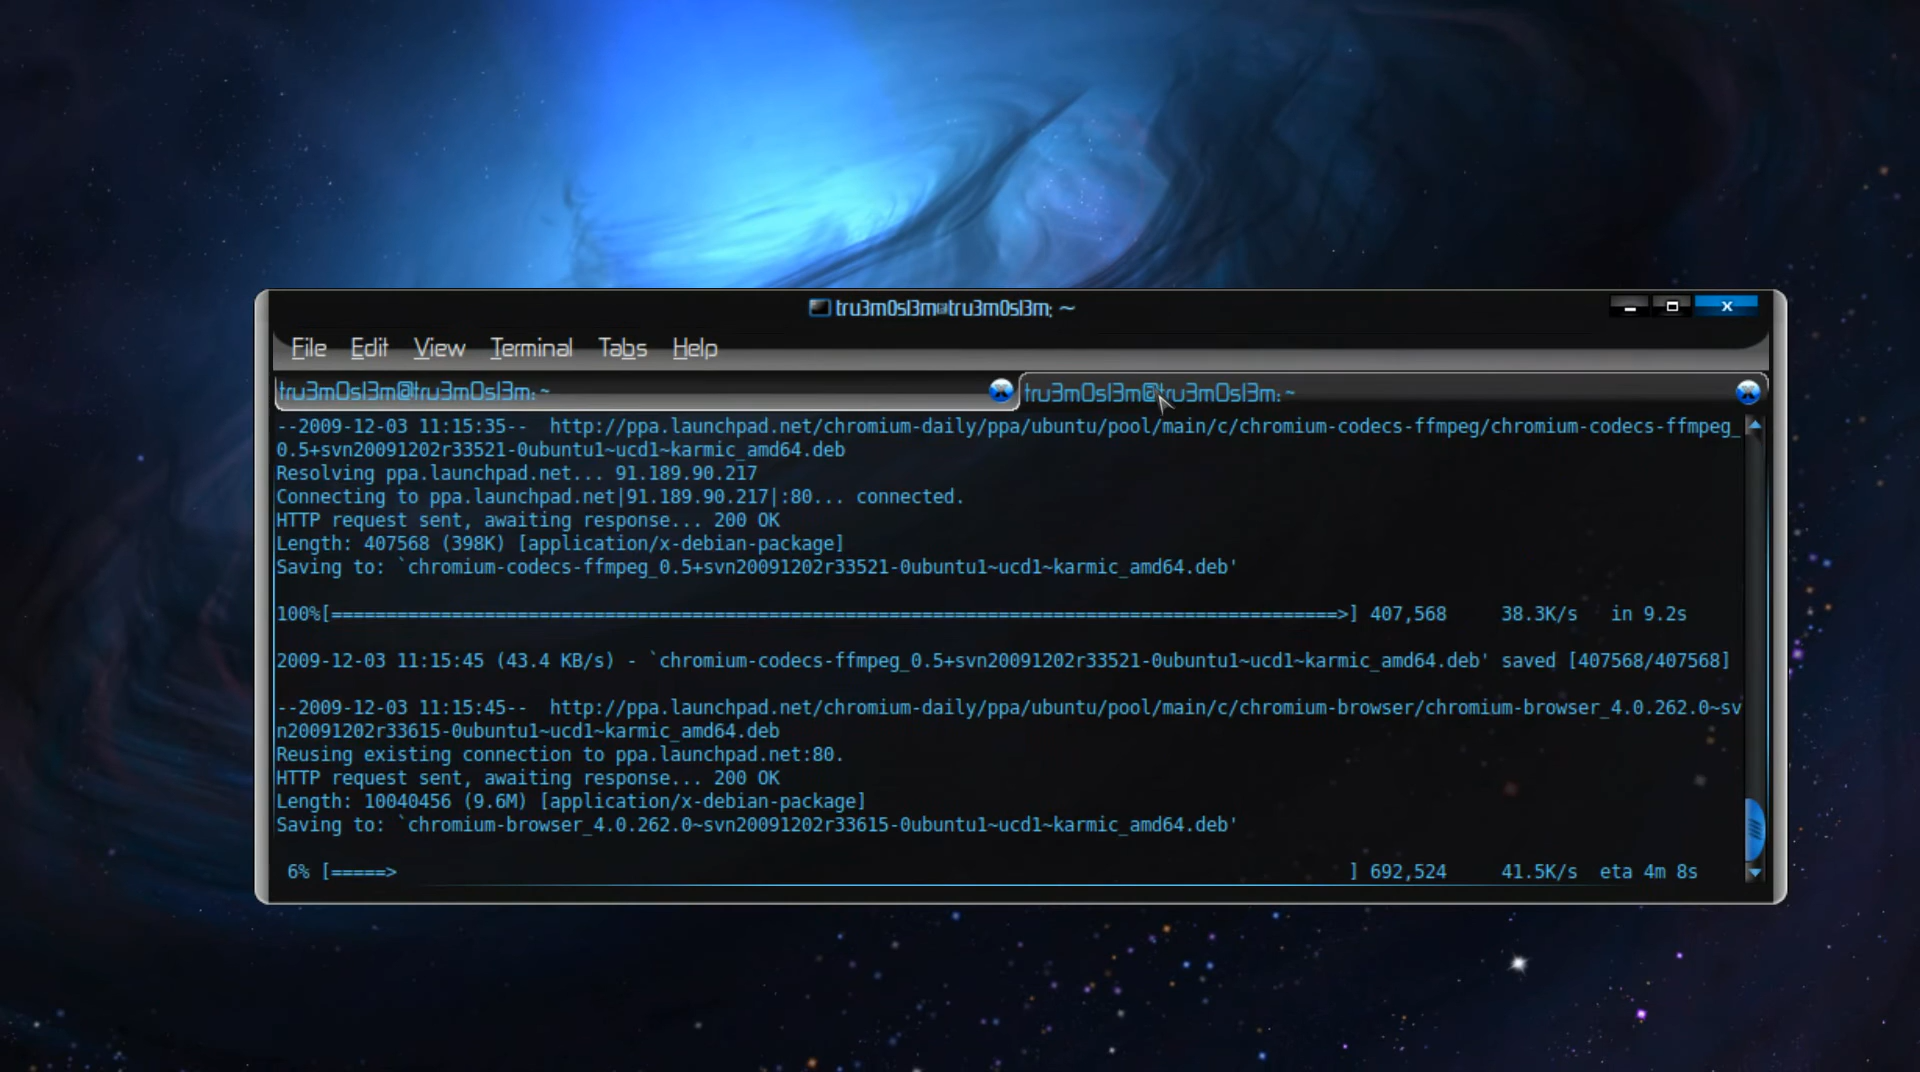 tru3m0sl3m@tru3m0sl3m: ~
File Edit View Terminal Tabs Help
tru3m0sl3m@tru3m0sl3m: ~ tru3m0sl3m@tru3m0sl3m: ~
--2009-12-03 11:15:35--  http://ppa.launchpad.net/chromium-daily/ppa/ubuntu/pool/main/c/chromium-codecs-ffmpeg/chromium-codecs-ffmpeg_
0.5+svn20091202r33521-0ubuntu1~ucd1~karmic_amd64.deb
Resolving ppa.launchpad.net... 91.189.90.217
Connecting to ppa.launchpad.net|91.189.90.217|:80... connected.
HTTP request sent, awaiting response... 200 OK
Length: 407568 (398K) [application/x-debian-package]
Saving to: `chromium-codecs-ffmpeg_0.5+svn20091202r33521-0ubuntu1~ucd1~karmic_amd64.deb'
100%[============================================================================================>] 407,568     38.3K/s   in 9.2s
2009-12-03 11:15:45 (43.4 KB/s) - `chromium-codecs-ffmpeg_0.5+svn20091202r33521-0ubuntu1~ucd1~karmic_amd64.deb' saved [407568/407568]
--2009-12-03 11:15:45--  http://ppa.launchpad.net/chromium-daily/ppa/ubuntu/pool/main/c/chromium-browser/chromium-browser_4.0.262.0~sv
n20091202r33615-0ubuntu1~ucd1~karmic_amd64.deb
Reusing existing connection to ppa.launchpad.net:80.
HTTP request sent, awaiting response... 200 OK
Length: 10040456 (9.6M) [application/x-debian-package]
Saving to: `chromium-browser_4.0.262.0~svn20091202r33615-0ubuntu1~ucd1~karmic_amd64.deb'
6% [=====>                                                                                       ] 692,524     41.5K/s  eta 4m 8s